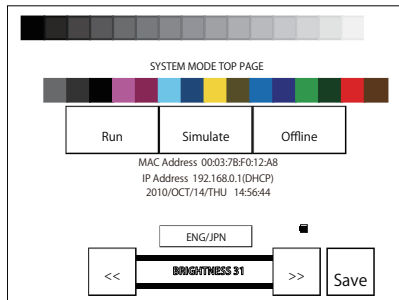 SYSTEM MODE TOP PAGE
Run Simulate Offline
MAC Address 00:03:7B:F0:12:A8
IP Address 192.168.0.1(DHCP)
2010/OCT/14/THU 14:56:44
ENG/JPN
<< BRIGHTNESS 31 >> Save